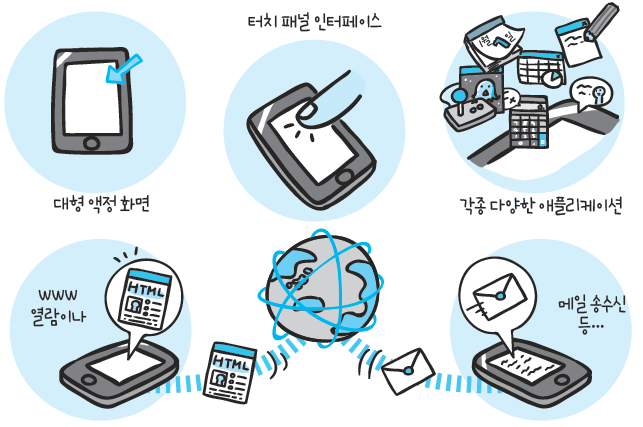 터치 패널 인터페이스
대형 액정 화면
각종 다양한 애플리케이션
WWW
열람이나
HTML
HTML
메일 송수신
등…